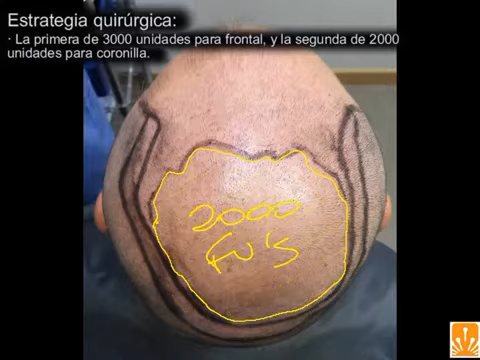 Estrategia quirúrgica:
· La primera de 3000 unidades para frontal, y la segunda de 2000
unidades para coronilla.
2000
FU'S